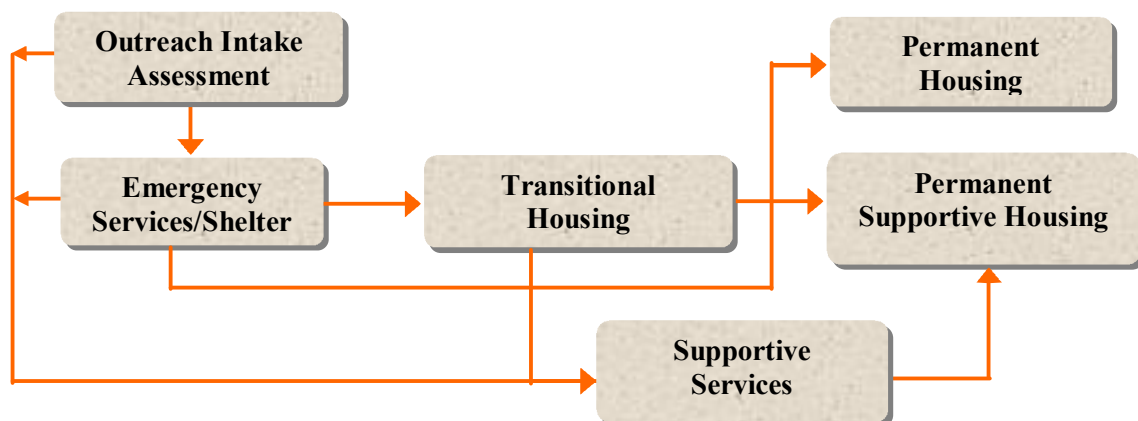 Outreach Intake
Assessment
Permanent
Housing
Emergency
Services/Shelter
Transitional
Housing
Permanent
Supportive Housing
Supportive
Services